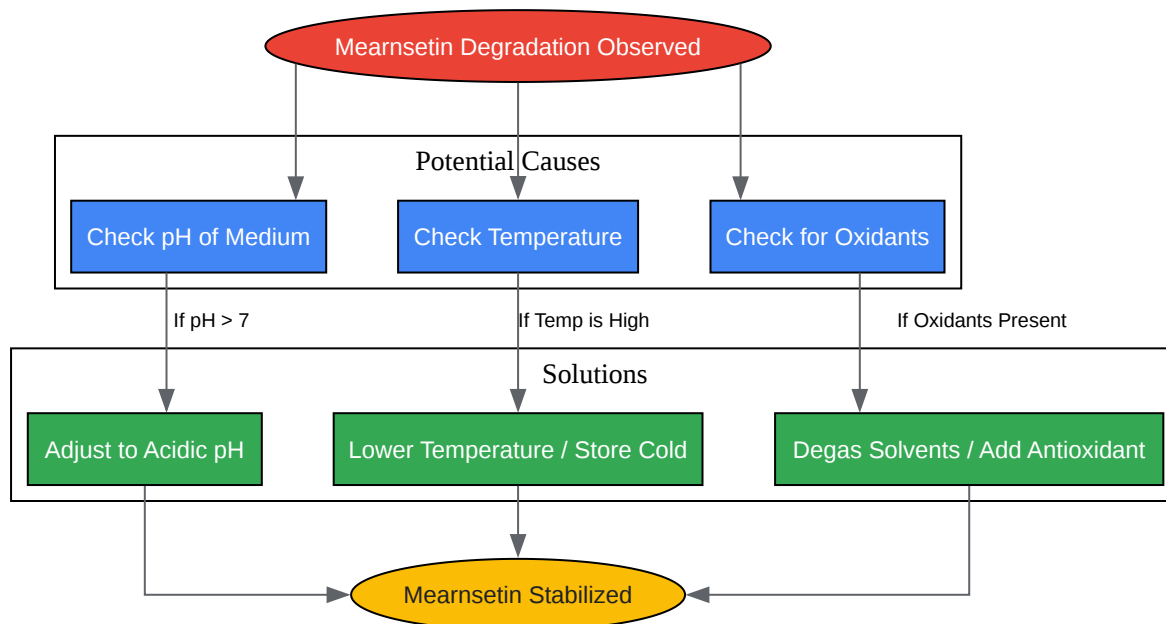 Mearnsetin Degradation Observed
Potential Causes
Check pH of Medium
Check Temperature
Check for Oxidants
If pH > 7
If Temp is High
If Oxidants Present
Solutions
Adjust to Acidic pH
Lower Temperature / Store Cold
Degas Solvents / Add Antioxidant
Mearnsetin Stabilized